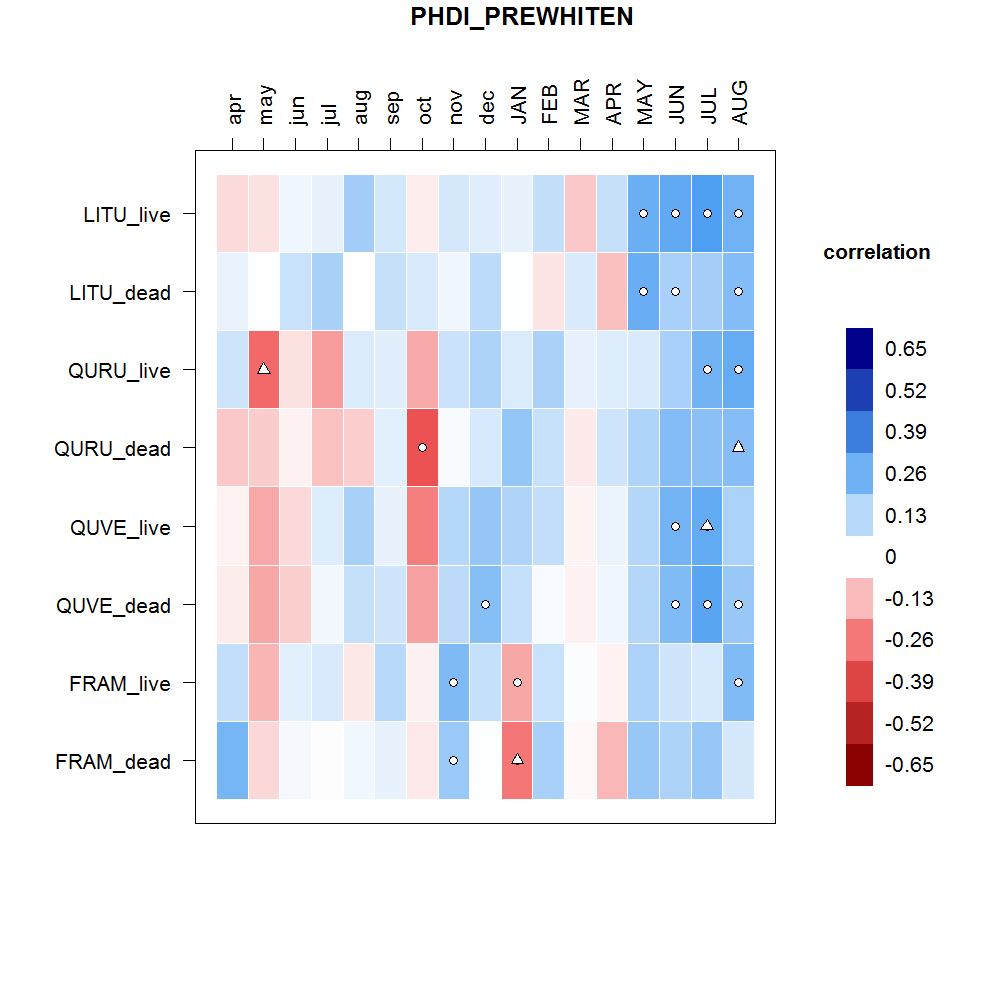 PHDI_PREWHITEN
apr may jun jul aug sep oct nov dec JAN FEB MAR APR MAY JUN JUL AUG
LITU_live
LITU_dead
QURU_live
QURU_dead
QUVE_live
QUVE_dead
FRAM_live
FRAM_dead
correlation
0.65
0.52
0.39
0.26
0.13
0
-0.13
-0.26
-0.39
-0.52
-0.65